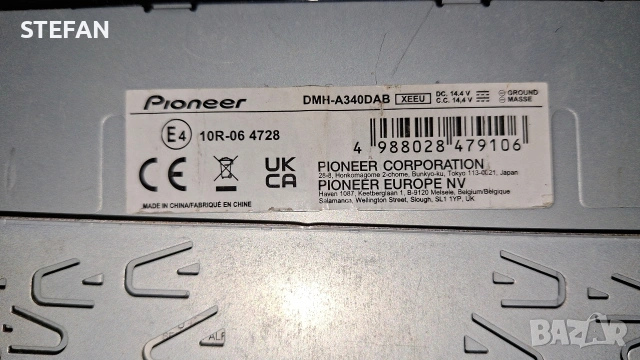 STEFAN
Pioneer
DMH-A340DAB XEEU DC. 14.4 V GROUND
C.C. 14,4 V MASSE
E4 10R-06 4728
4 988028 479106
CE UK CA
PIONEER CORPORATION
28-8, Honkomagome 2-chome, Bunkyo-ku, Tokyo 113-0021, Japan
PIONEER EUROPE NV
Haven 1087, Keetberglaan 1, B-9120 Melsele, Belgium/Belgique
Salamanca, Wellington Street, Slough, SL1 1YP, UK
MADE IN CHINA/FABRIQUÉ EN CHINE
BAZAR